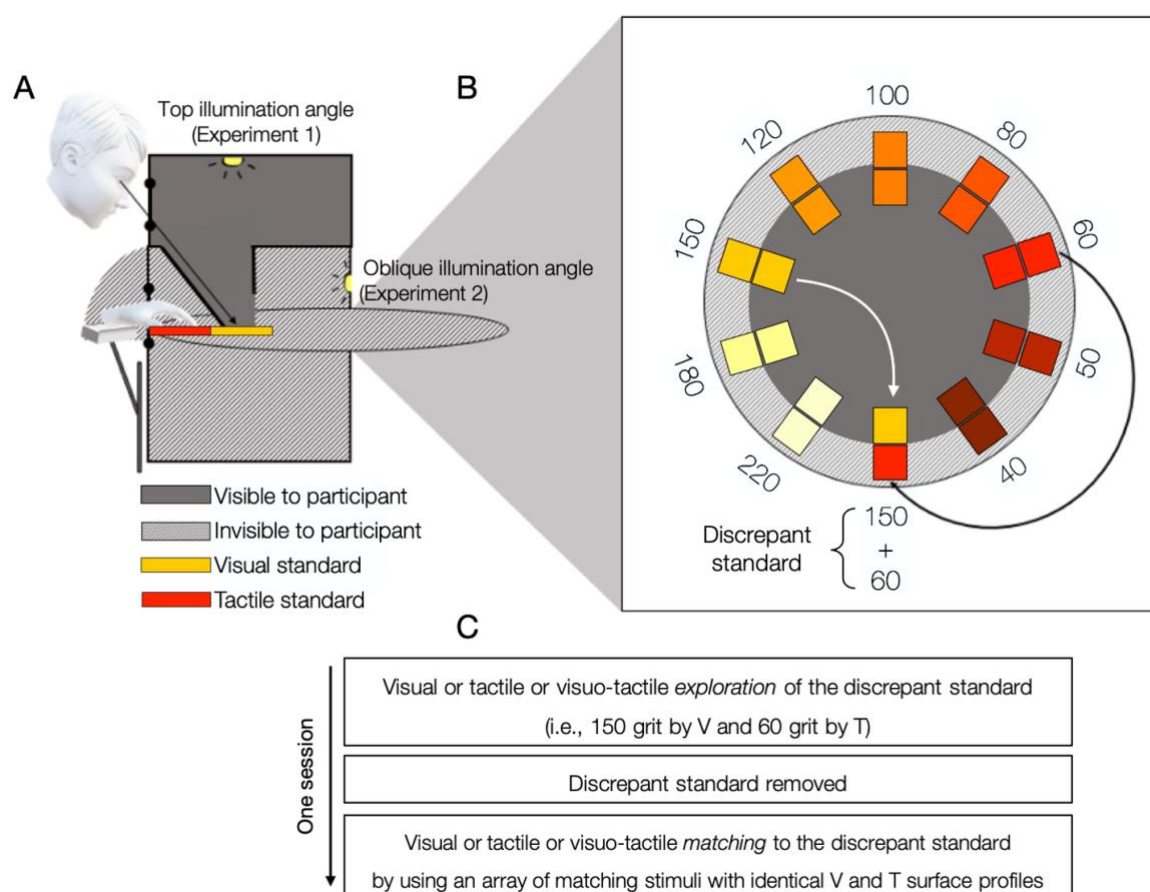 A
Top illumination angle
(Experiment 1)
Oblique illumination angle
(Experiment 2)
Visible to participant
Invisible to participant
Visual standard
Tactile standard
B
100
120
80
150
60
180
50
220
40
Discrepant
standard
150
+
60
C
One session
Visual or tactile or visuo-tactile exploration of the discrepant standard
(i.e., 150 grit by V and 60 grit by T)
Discrepant standard removed
Visual or tactile or visuo-tactile matching to the discrepant standard
by using an array of matching stimuli with identical V and T surface profiles